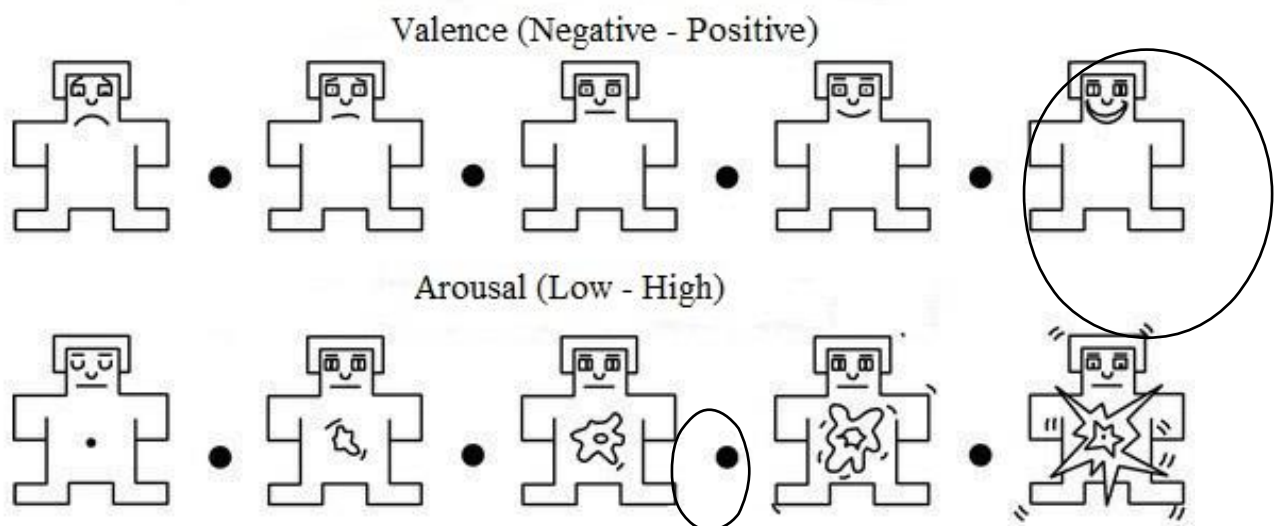 Valence (Negative - Positive)
Arousal (Low - High)